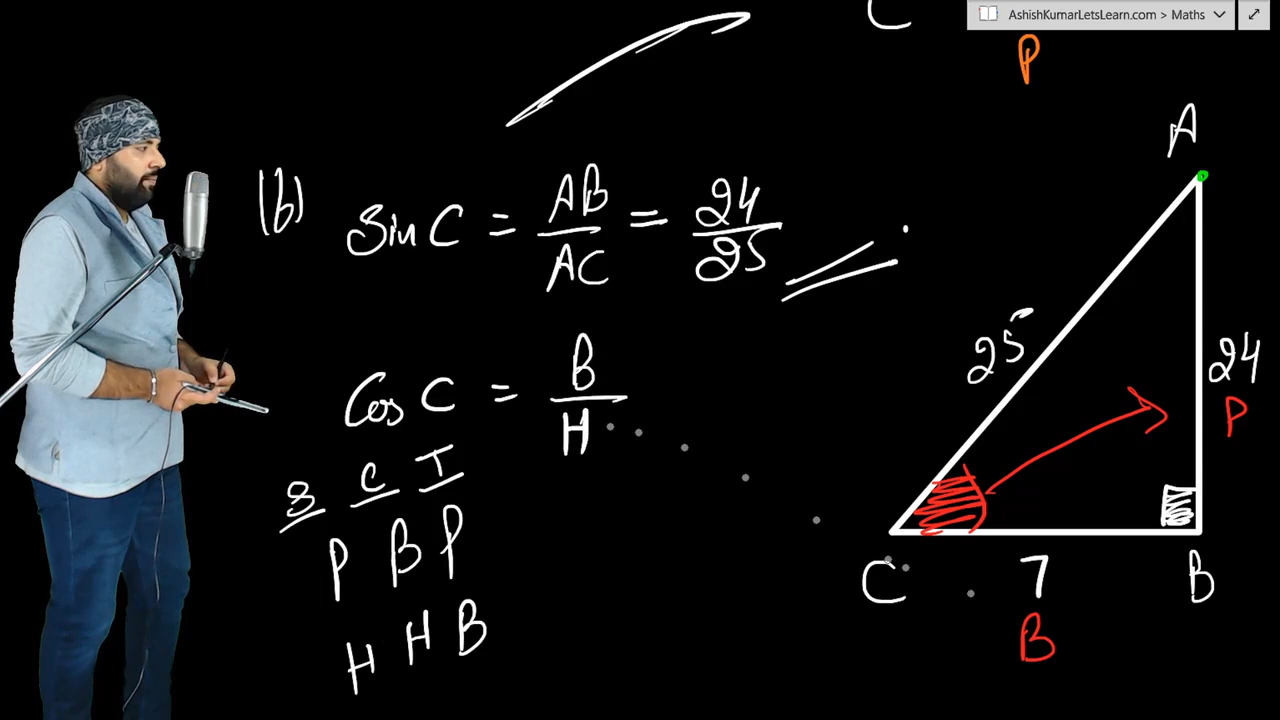 AshishKumarLetsLearn.com > Maths
C
P
A
(b) Sin C = AB/AC = 24/25
25
24
P
Cos C = B/H
S C T
P B P
H H B
C 7 B
B